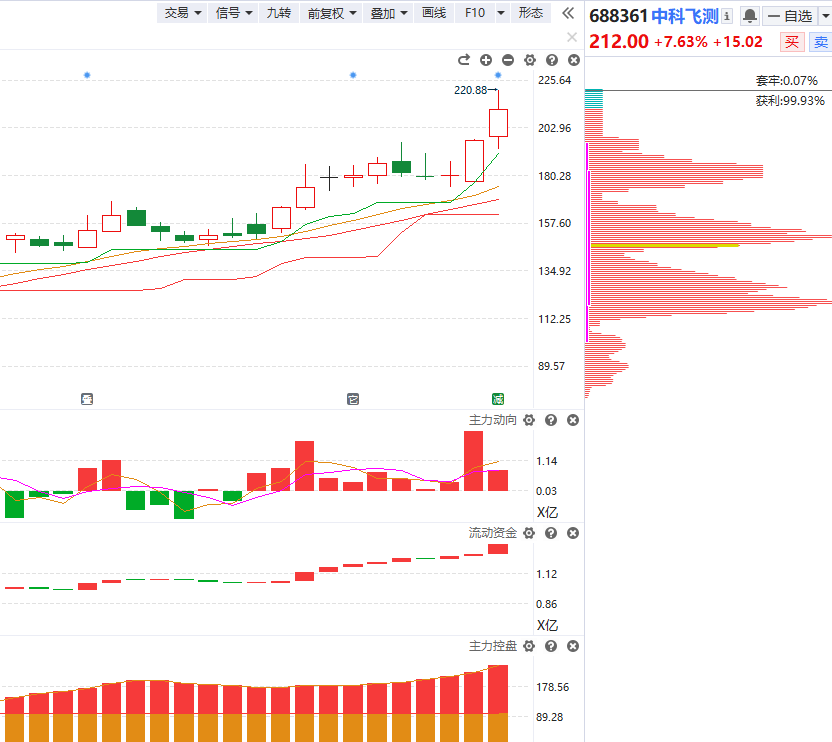 交易 信号 九转 前复权 叠加 画线 F10 形态
688361 中科飞测 自选
212.00 +7.63% +15.02 买 卖
套牢:0.07%
获利:99.93%
225.64
220.88
202.96
180.28
157.60
134.92
112.25
89.57
减
主力动向
1.14
0.03
X亿
流动资金
1.12
0.86
X亿
主力控盘
178.56
89.28